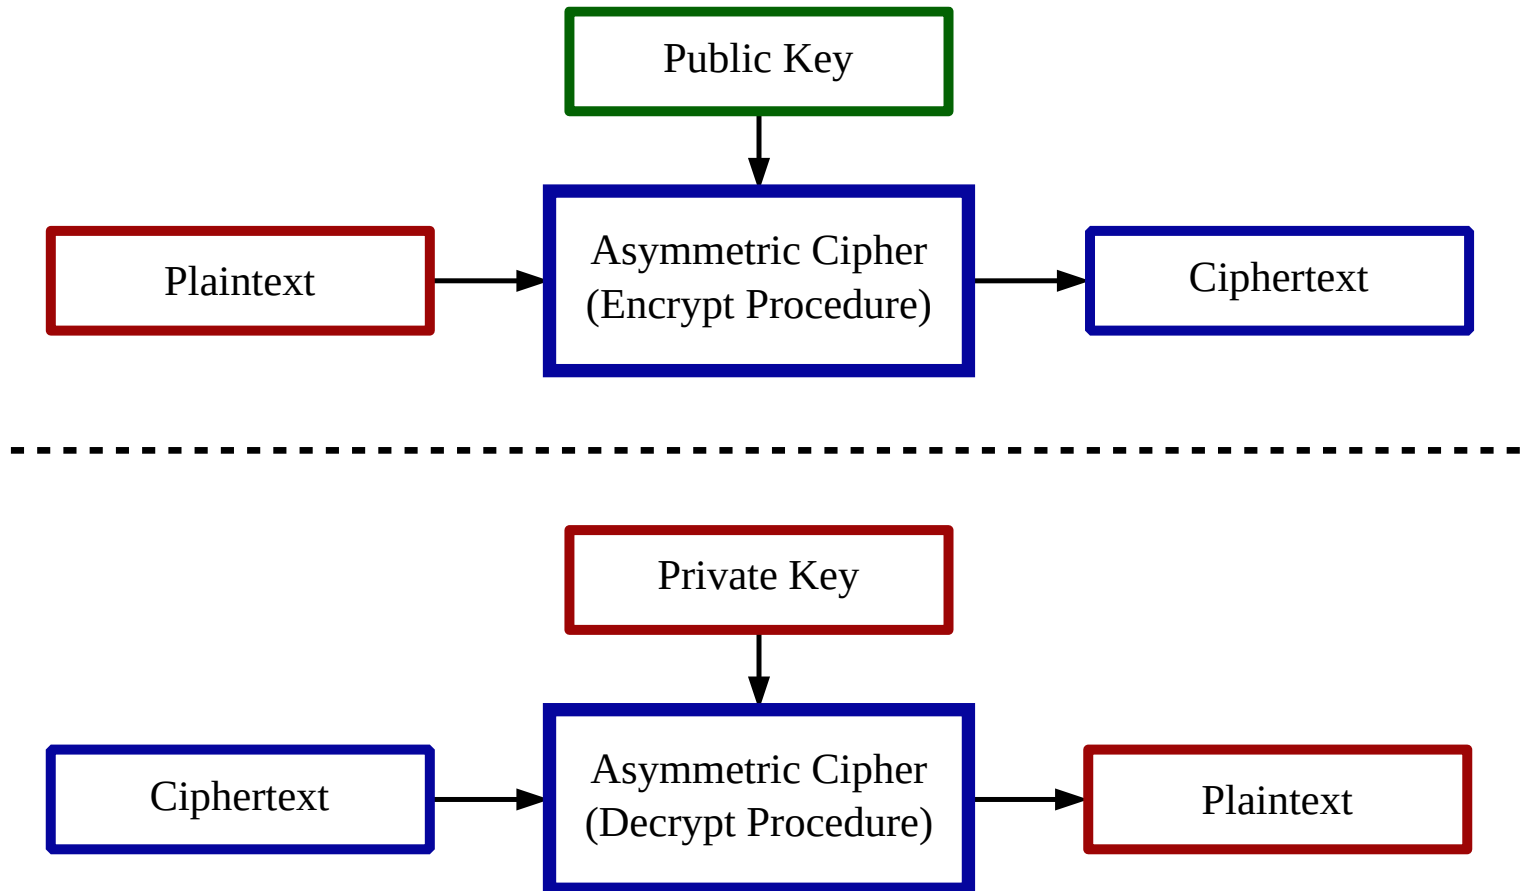 Public Key
Plaintext
Asymmetric Cipher
(Encrypt Procedure)
Ciphertext
Private Key
Ciphertext
Asymmetric Cipher
(Decrypt Procedure)
Plaintext